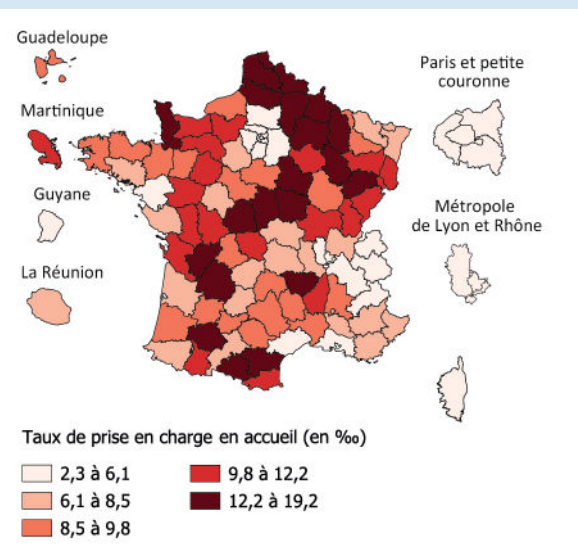 Guadeloupe
Martinique
Guyane
La Réunion
Paris et petite
couronne
Métropole
de Lyon et Rhône
Taux de prise en charge en accueil (en ‰)
2,3 à 6,1
6,1 à 8,5
8,5 à 9,8
9,8 à 12,2
12,2 à 19,2